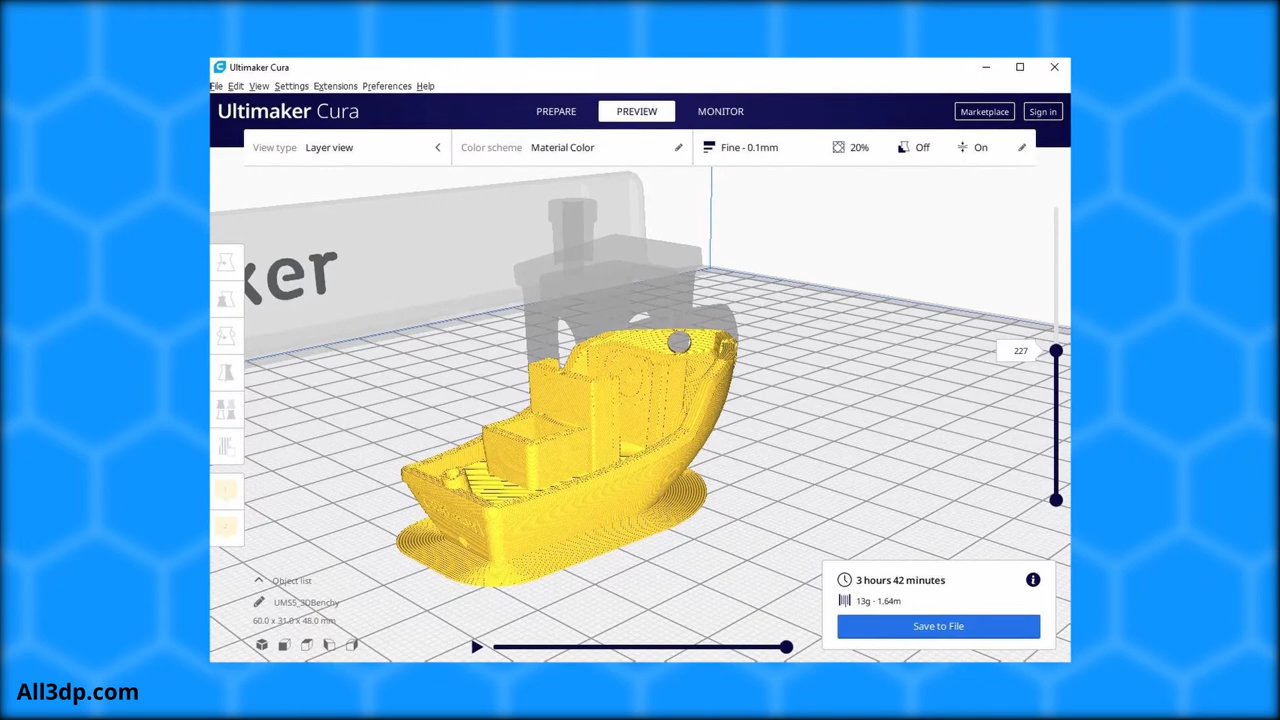 Ultimaker Cura
File Edit View Settings Extensions Preferences Help
Ultimaker Cura PREPARE PREVIEW MONITOR Marketplace Sign in
View type Layer view Color scheme Material Color Fine - 0.1mm 20% Off On
ker
227
Object list
UMS5_3DBenchy
60.0 x 31.0 x 48.0 mm
3 hours 42 minutes
13g · 1.64m
Save to File
All3dp.com